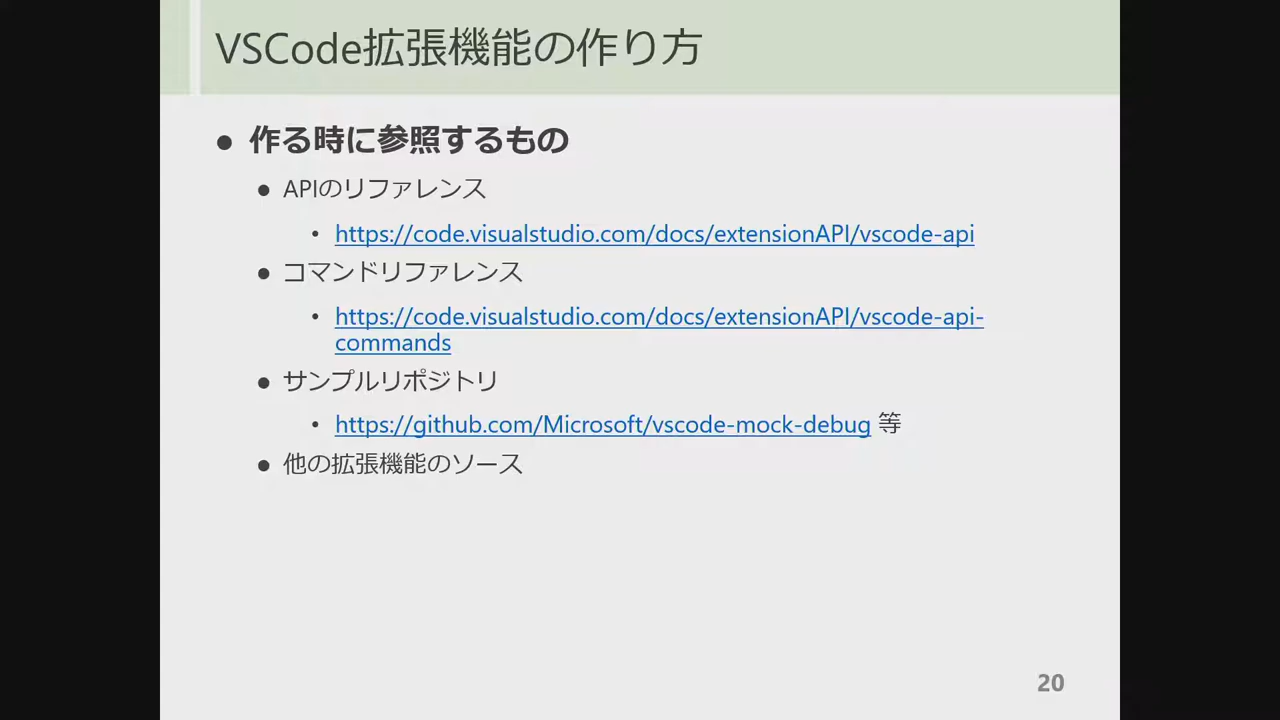 VSCode拡張機能の作り方
● 作る時に参照するもの
● APIのリファレンス
• https://code.visualstudio.com/docs/extensionAPI/vscode-api
● コマンドリファレンス
• https://code.visualstudio.com/docs/extensionAPI/vscode-api-
commands
● サンプルリポジトリ
• https://github.com/Microsoft/vscode-mock-debug 等
● 他の拡張機能のソース
20